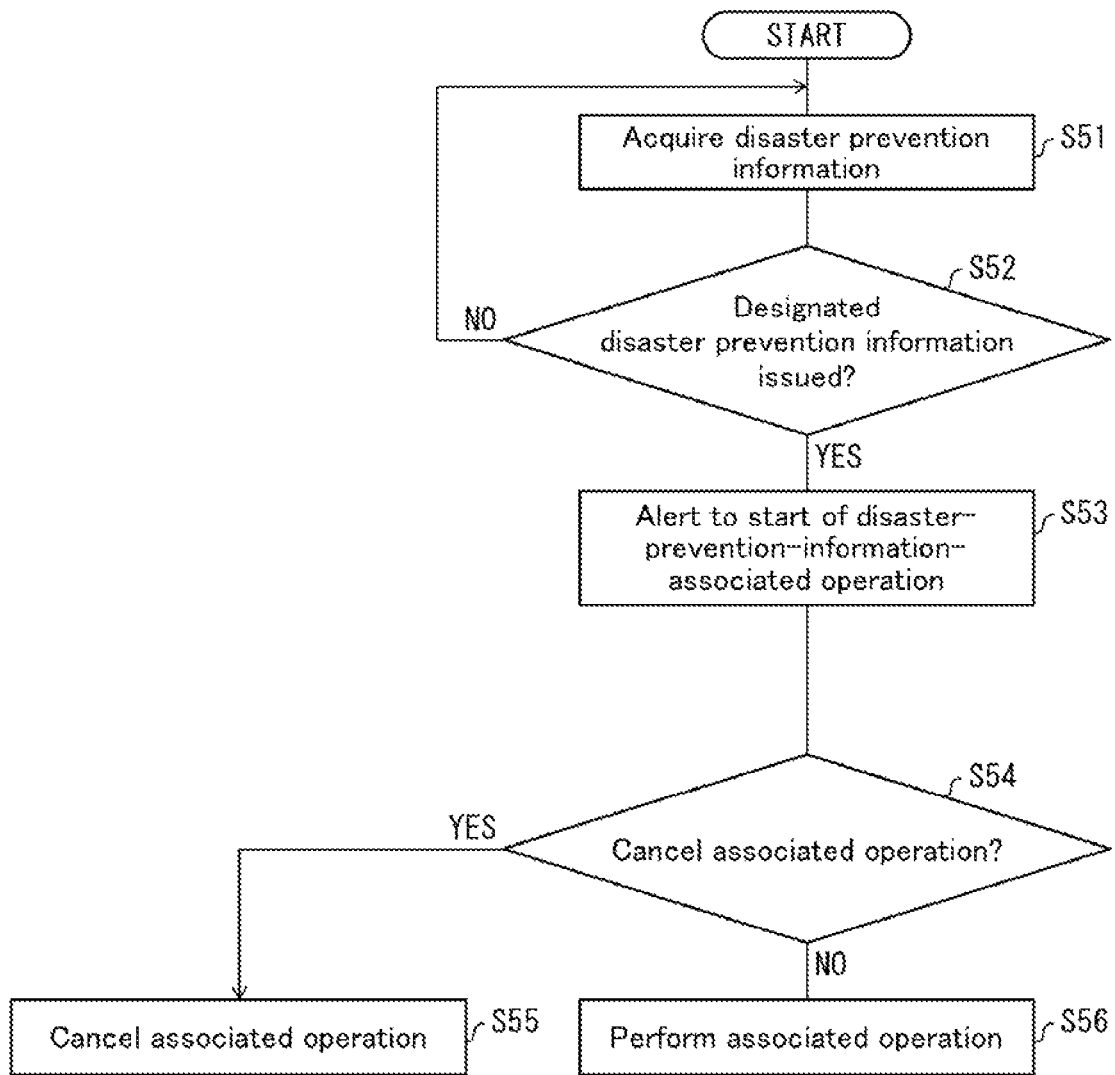 START
Acquire disaster prevention
information
S51
S52
Designated
disaster prevention information
issued?
NO
YES
Alert to start of disaster-
prevention-information-
associated operation
S53
S54
YES
Cancel associated operation?
NO
Cancel associated operation
S55
Perform associated operation
S56